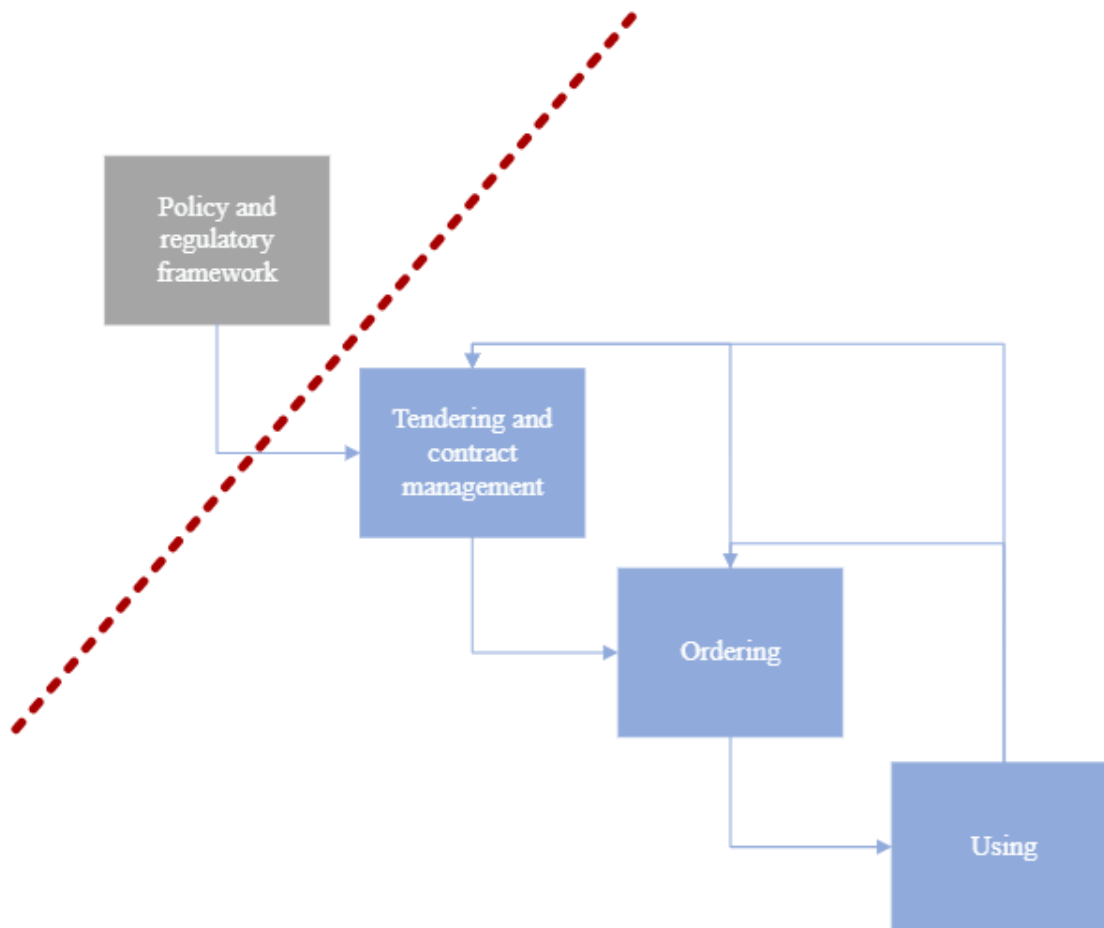 Policy and
regulatory
framework
Tendering and
contract
management
Ordering
Using